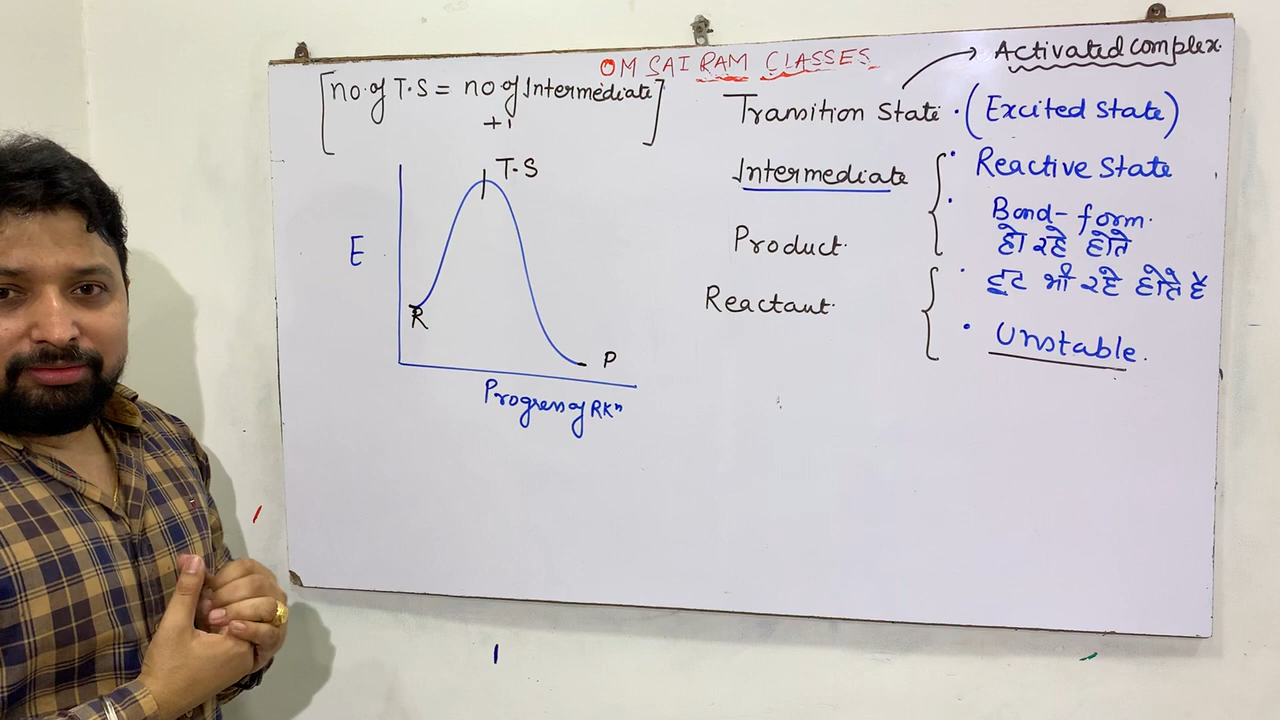 OM SAI RAM CLASSES
Activated complex.
[no. of T.S = no of Intermediate
+1]
Transition State. (Excited State)
Intermediate
Reactive State
Bond- form.
हो रहे होते
Product.
टूट भी रहे होते हैं
Reactant.
Unstable.
T.S
E
R
P
Progress of RXⁿ